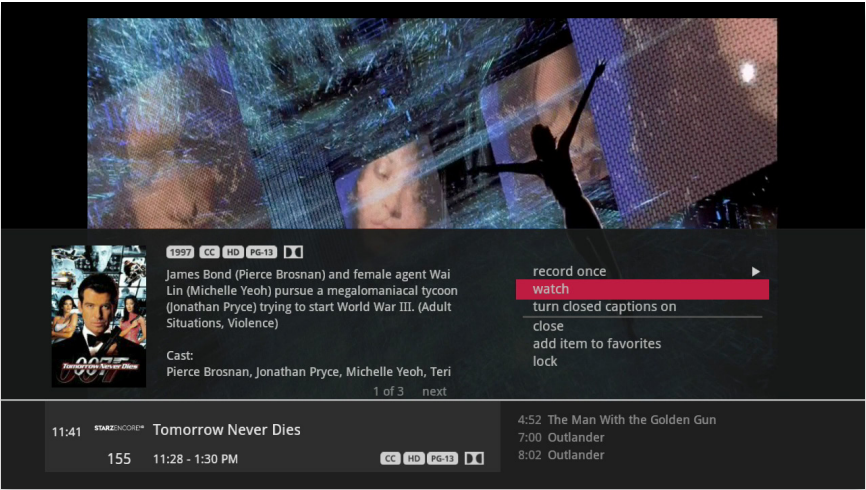 1997 CC HD PG-13
James Bond (Pierce Brosnan) and female agent Wai
Lin (Michelle Yeoh) pursue a megalomaniacal tycoon
(Jonathan Pryce) trying to start World War III. (Adult
Situations, Violence)
Cast:
Pierce Brosnan, Jonathan Pryce, Michelle Yeoh, Teri
1 of 3 next
007
Tomorrow Never Dies
record once
watch
turn closed captions on
close
add item to favorites
lock
11:41 STARZENCORE Tomorrow Never Dies
155 11:28 - 1:30 PM CC HD PG-13
4:52 The Man With the Golden Gun
7:00 Outlander
8:02 Outlander